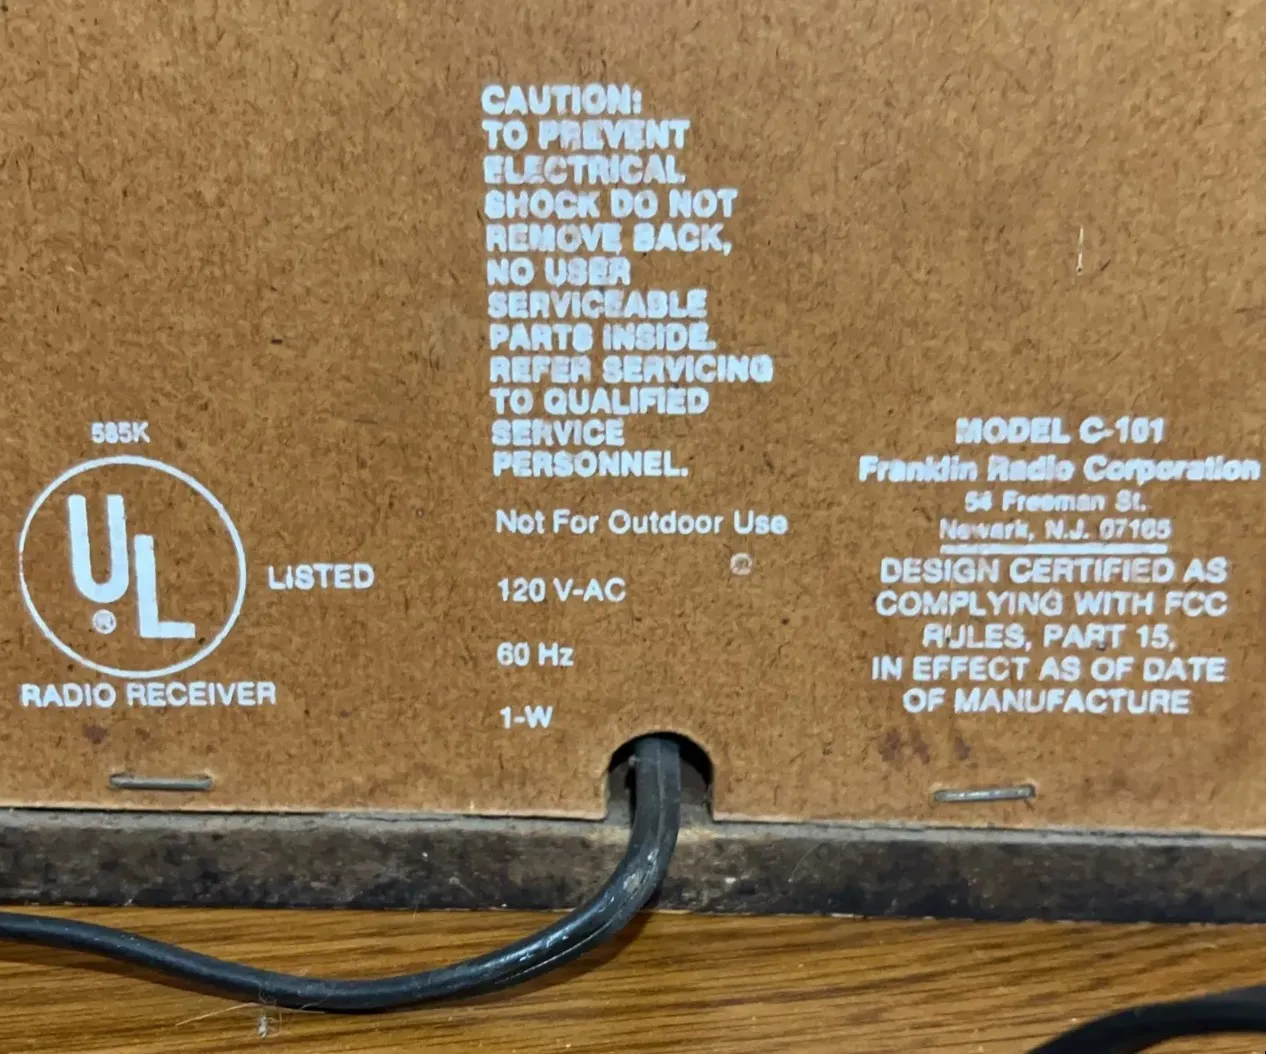 CAUTION:
TO PREVENT
ELECTRICAL
SHOCK DO NOT
REMOVE BACK,
NO USER
SERVICEABLE
PARTS INSIDE.
REFER SERVICING
TO QUALIFIED
SERVICE
PERSONNEL.
Not For Outdoor Use
120 V-AC
60 Hz
1-W
585K
UL
®
LISTED
RADIO RECEIVER
MODEL C-101
Franklin Radio Corporation
54 Freeman St.
Newark, N.J. 07105
DESIGN CERTIFIED AS
COMPLYING WITH FCC
RULES, PART 15,
IN EFFECT AS OF DATE
OF MANUFACTURE